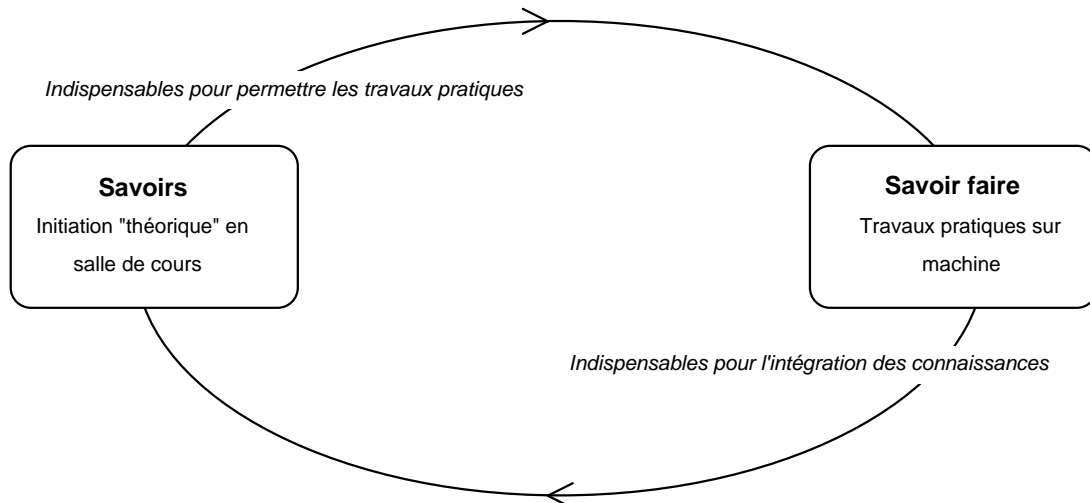 Indispensables pour permettre les travaux pratiques
Savoirs
Initiation "théorique" en
salle de cours
Savoir faire
Travaux pratiques sur
machine
Indispensables pour l'intégration des connaissances